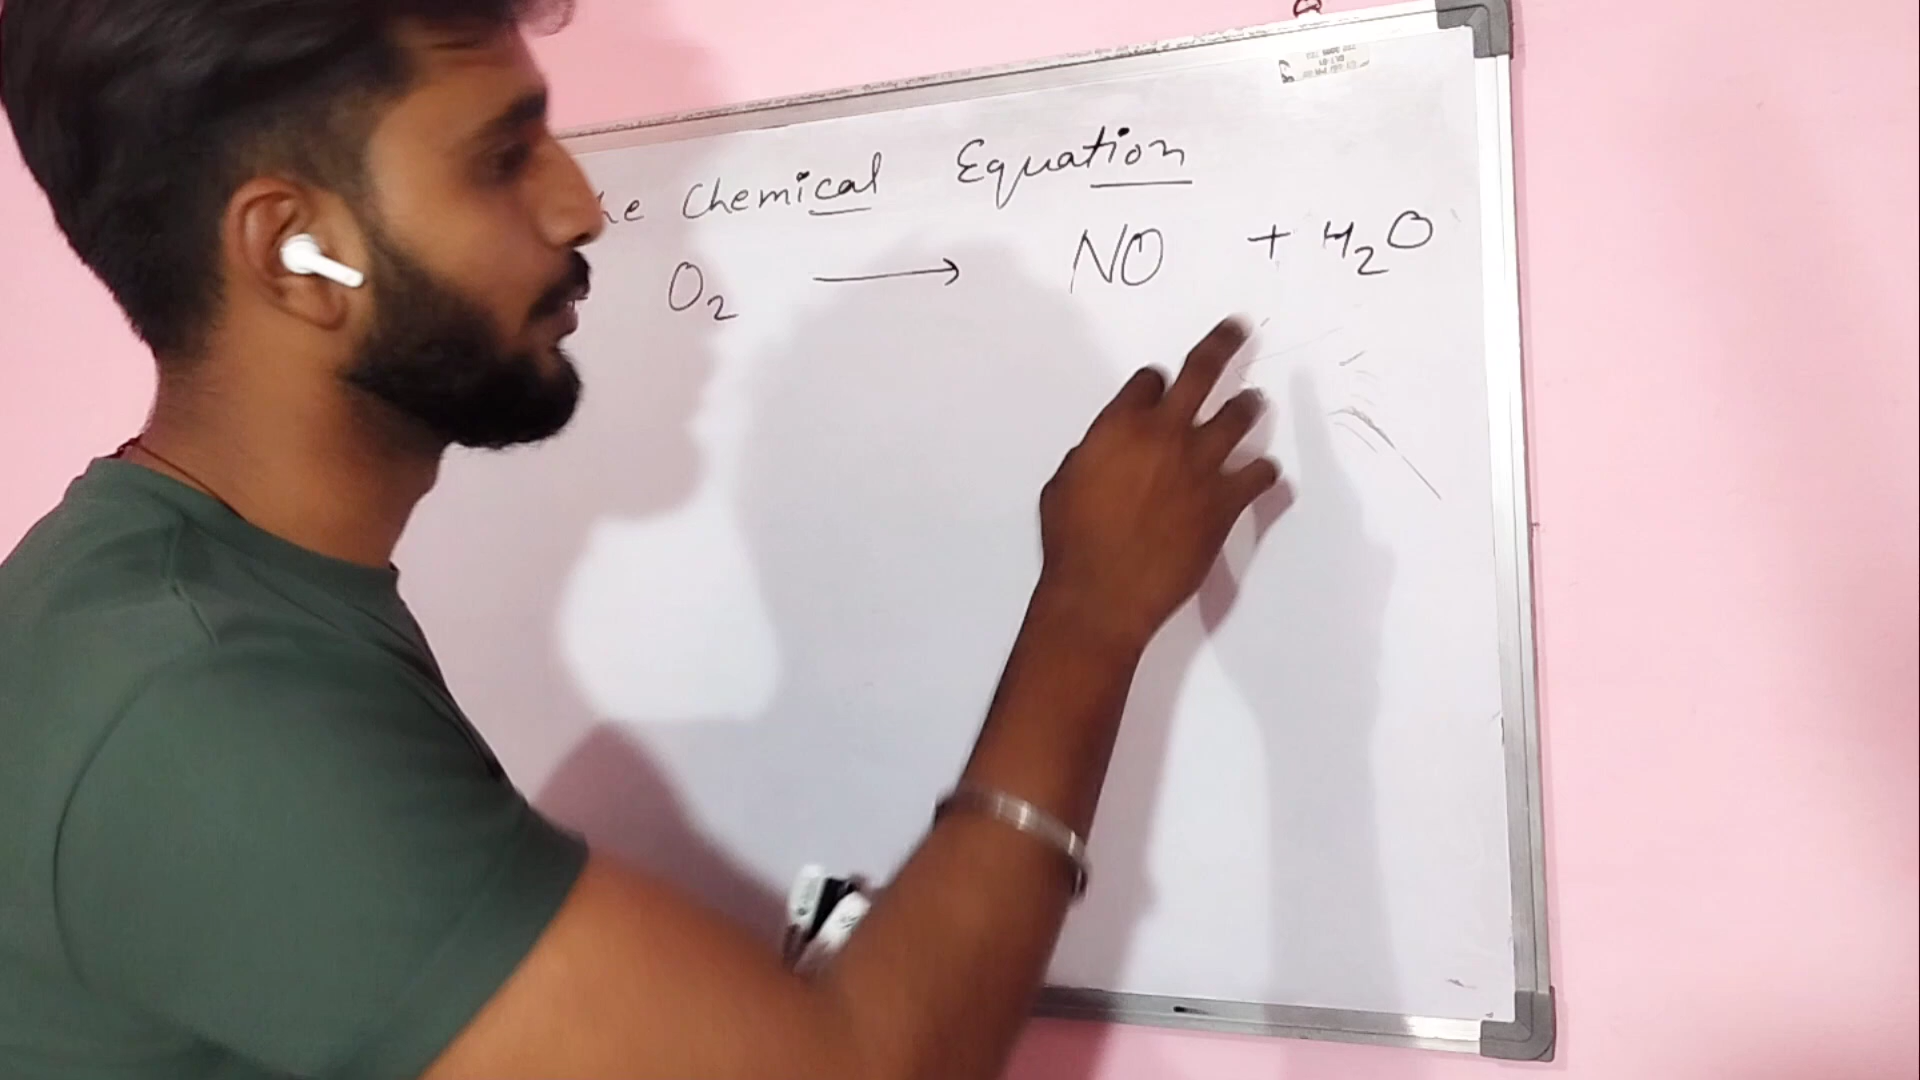 he Chemical Equation
O₂ ⟶ NO + H₂O